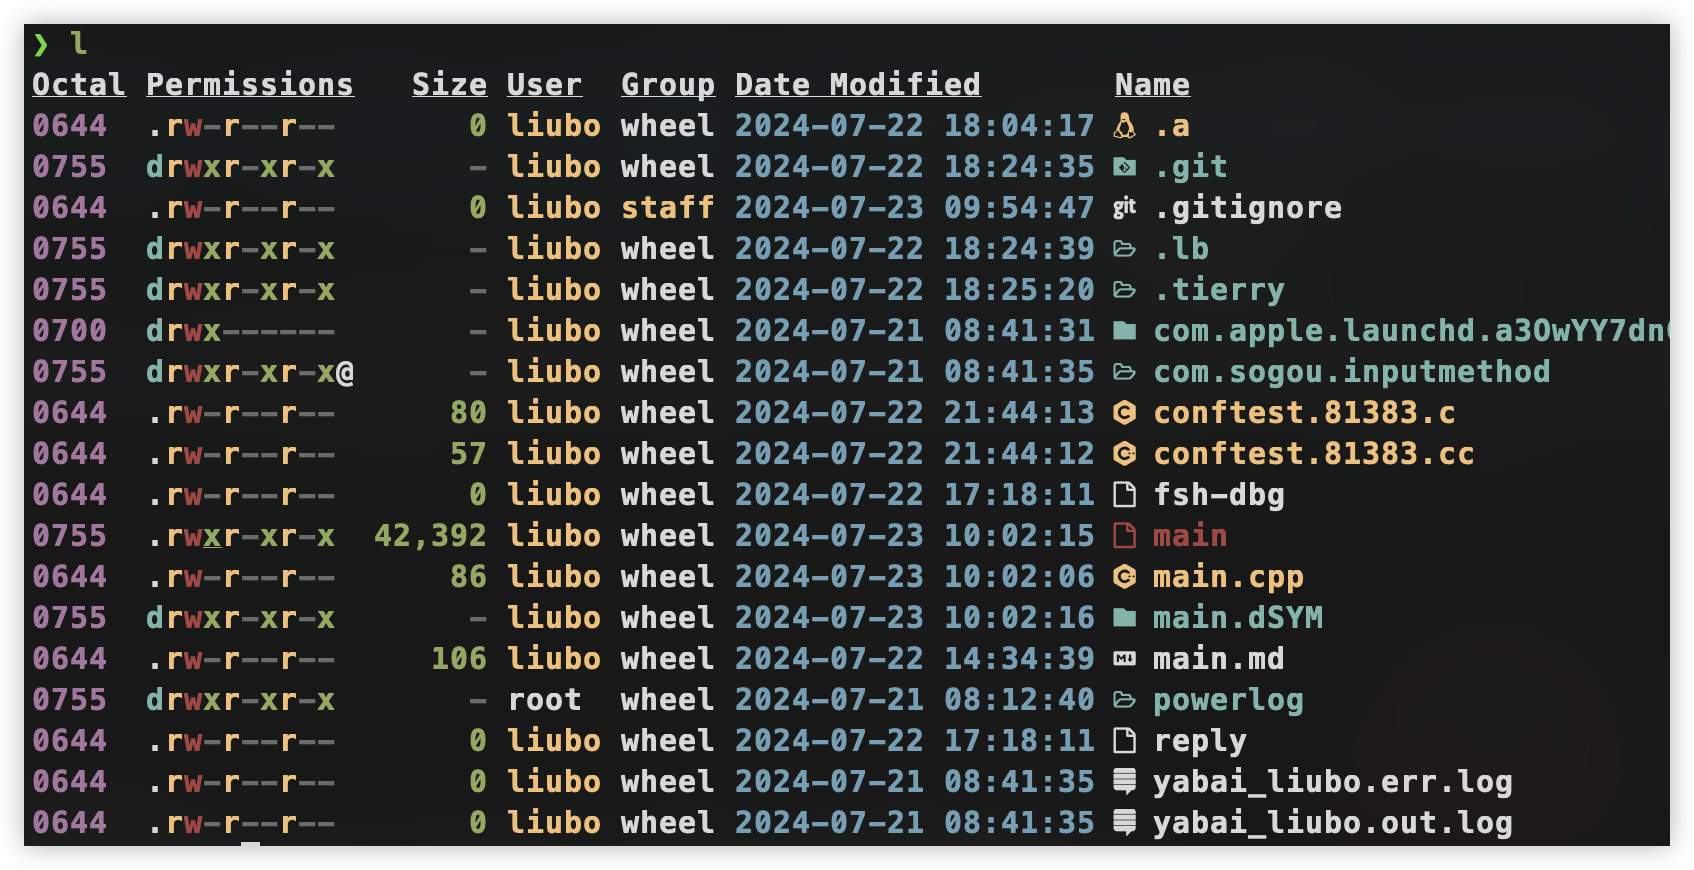 ❯ l
Octal Permissions Size User Group Date Modified Name
0644 .rw-r--r-- 0 liubo wheel 2024-07-22 18:04:17 .a
0755 drwxr-xr-x - liubo wheel 2024-07-22 18:24:35 .git
0644 .rw-r--r-- 0 liubo staff 2024-07-23 09:54:47 git .gitignore
0755 drwxr-xr-x - liubo wheel 2024-07-22 18:24:39 .lb
0755 drwxr-xr-x - liubo wheel 2024-07-22 18:25:20 .tierry
0700 drwx------ - liubo wheel 2024-07-21 08:41:31 com.apple.launchd.a3OwYY7dn
0755 drwxr-xr-x@ - liubo wheel 2024-07-21 08:41:35 com.sogou.inputmethod
0644 .rw-r--r-- 80 liubo wheel 2024-07-22 21:44:13 conftest.81383.c
0644 .rw-r--r-- 57 liubo wheel 2024-07-22 21:44:12 conftest.81383.cc
0644 .rw-r--r-- 0 liubo wheel 2024-07-22 17:18:11 fsh-dbg
0755 .rwxr-xr-x 42,392 liubo wheel 2024-07-23 10:02:15 main
0644 .rw-r--r-- 86 liubo wheel 2024-07-23 10:02:06 main.cpp
0755 drwxr-xr-x - liubo wheel 2024-07-23 10:02:16 main.dSYM
0644 .rw-r--r-- 106 liubo wheel 2024-07-22 14:34:39 main.md
0755 drwxr-xr-x - root wheel 2024-07-21 08:12:40 powerlog
0644 .rw-r--r-- 0 liubo wheel 2024-07-22 17:18:11 reply
0644 .rw-r--r-- 0 liubo wheel 2024-07-21 08:41:35 yabai_liubo.err.log
0644 .rw-r--r-- 0 liubo wheel 2024-07-21 08:41:35 yabai_liubo.out.log